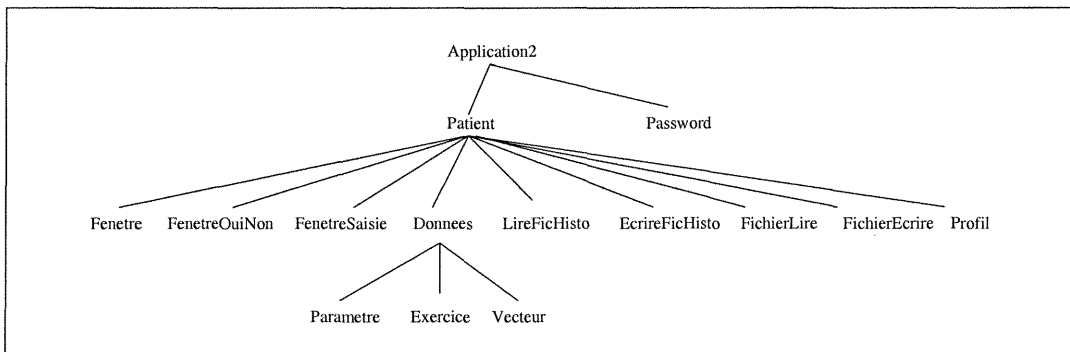 Application2
Patient Password
Fenetre FenetreOuiNon FenetreSaisie Donnees LireFicHisto EcrireFicHisto FichierLire FichierEcrire Profil
Parametre Exercice Vecteur